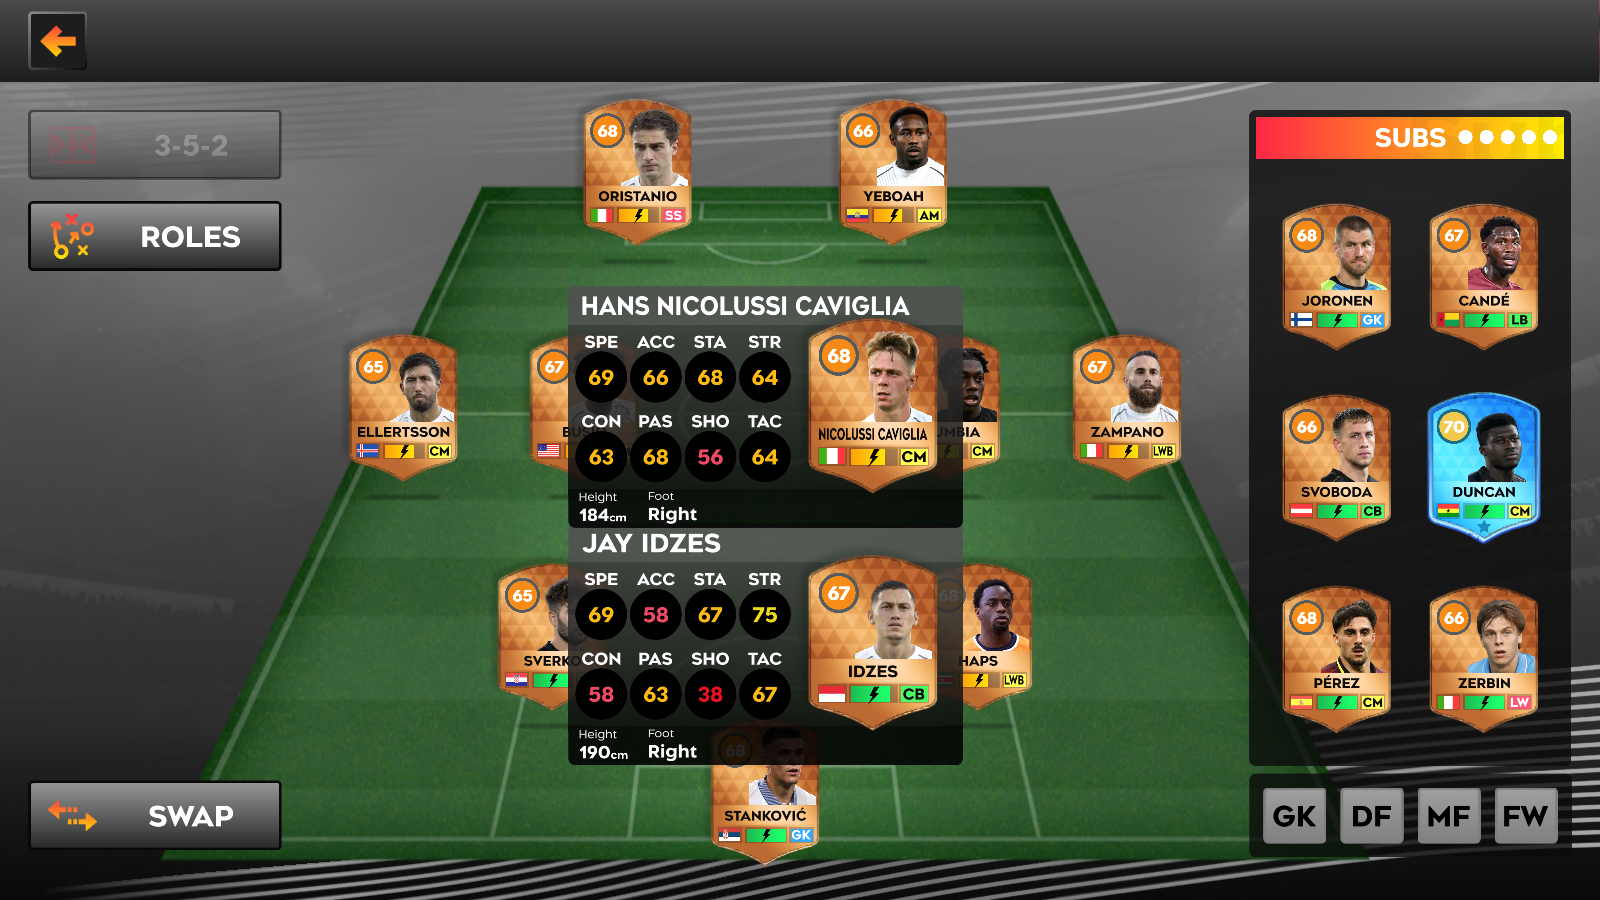 3-5-2
ROLES
SWAP
68
ORISTANIO
SS
66
YEBOAH
AM
65
ELLERTSSON
CM
67
67
ZAMPANO
LWB
CM
HANS NICOLUSSI CAVIGLIA
SPE ACC STA STR
69 66 68 64
CON PAS SHO TAC
63 68 56 64
Height Foot
184cm Right
68
NICOLUSSI CAVIGLIA
CM
JAY IDZES
SPE ACC STA STR
69 58 67 75
CON PAS SHO TAC
58 63 38 67
Height Foot
190cm Right
67
IDZES
CB
65
SVERKO
68
HAPS
LWB
68
STANKOVIĆ
GK
SUBS
68
JORONEN
GK
67
CANDÉ
LB
66
SVOBODA
CB
70
DUNCAN
CM
68
PÉREZ
CM
66
ZERBIN
LW
GK DF MF FW